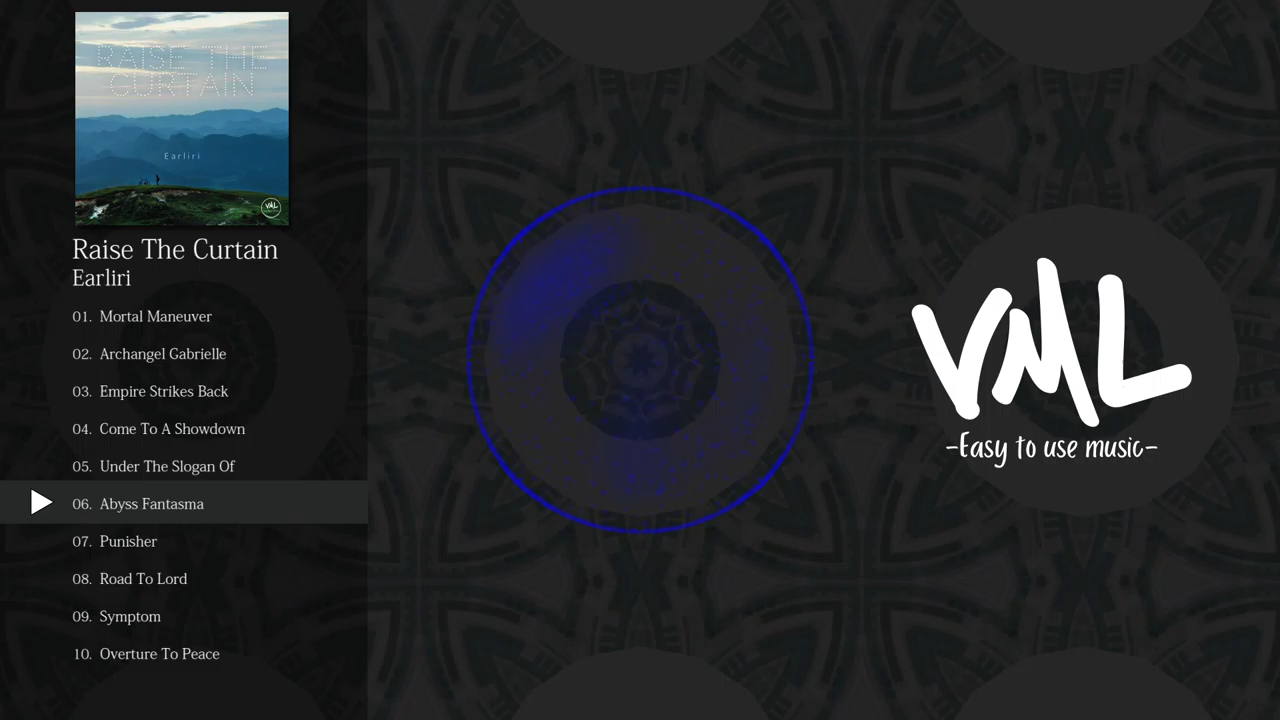 RAISE THE
CURTAIN
Earliri
VML
Raise The Curtain
Earliri
01. Mortal Maneuver
02. Archangel Gabrielle
03. Empire Strikes Back
04. Come To A Showdown
05. Under The Slogan Of
06. Abyss Fantasma
07. Punisher
08. Road To Lord
09. Symptom
10. Overture To Peace
VML
-Easy to use music-